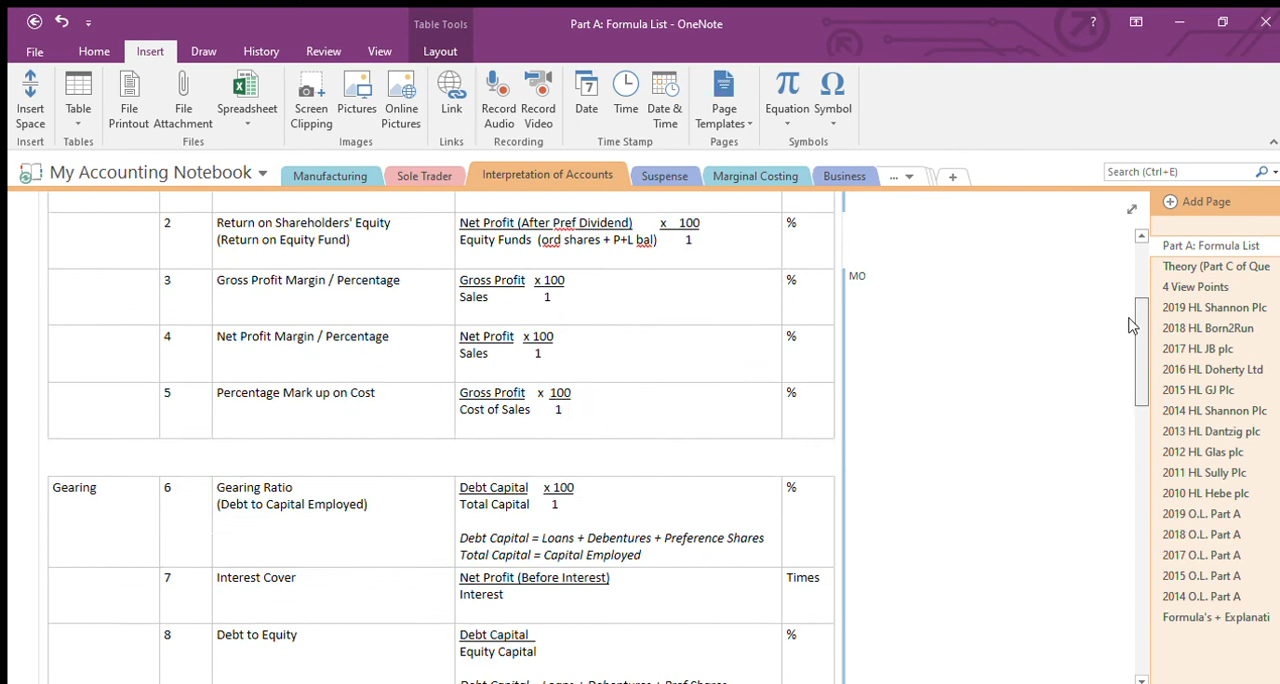 Table Tools
Part A: Formula List - OneNote
?
File Home Insert Draw History Review View Layout
Insert Space
Table
File Printout
File Attachment
Spreadsheet
Screen Clipping
Pictures
Online Pictures
Link
Record Audio
Record Video
Date
Time
Date & Time
Page Templates
π Equation
Ω Symbol
Insert Tables Files Images Links Recording Time Stamp Pages Symbols
My Accounting Notebook
Manufacturing Sole Trader Interpretation of Accounts Suspense Marginal Costing Business ... +
Search (Ctrl+E)
Add Page
Part A: Formula List
Theory (Part C of Que
4 View Points
2019 HL Shannon Plc
2018 HL Born2Run
2017 HL JB plc
2016 HL Doherty Ltd
2015 HL GJ Plc
2014 HL Shannon Plc
2013 HL Dantzig plc
2012 HL Glas plc
2011 HL Sully Plc
2010 HL Hebe plc
2019 O.L. Part A
2018 O.L. Part A
2017 O.L. Part A
2015 O.L. Part A
2014 O.L. Part A
Formula's + Explanati
2 Return on Shareholders' Equity Net Profit (After Pref Dividend) x 100 %
(Return on Equity Fund) Equity Funds (ord shares + P+L bal) 1
3 Gross Profit Margin / Percentage Gross Profit x 100 %
Sales 1
MO
4 Net Profit Margin / Percentage Net Profit x 100 %
Sales 1
5 Percentage Mark up on Cost Gross Profit x 100 %
Cost of Sales 1
Gearing 6 Gearing Ratio Debt Capital x 100 %
(Debt to Capital Employed) Total Capital 1
Debt Capital = Loans + Debentures + Preference Shares
Total Capital = Capital Employed
7 Interest Cover Net Profit (Before Interest) Times
Interest
8 Debt to Equity Debt Capital %
Equity Capital
Debt Capital = Loans + Debentures + Pref Shares